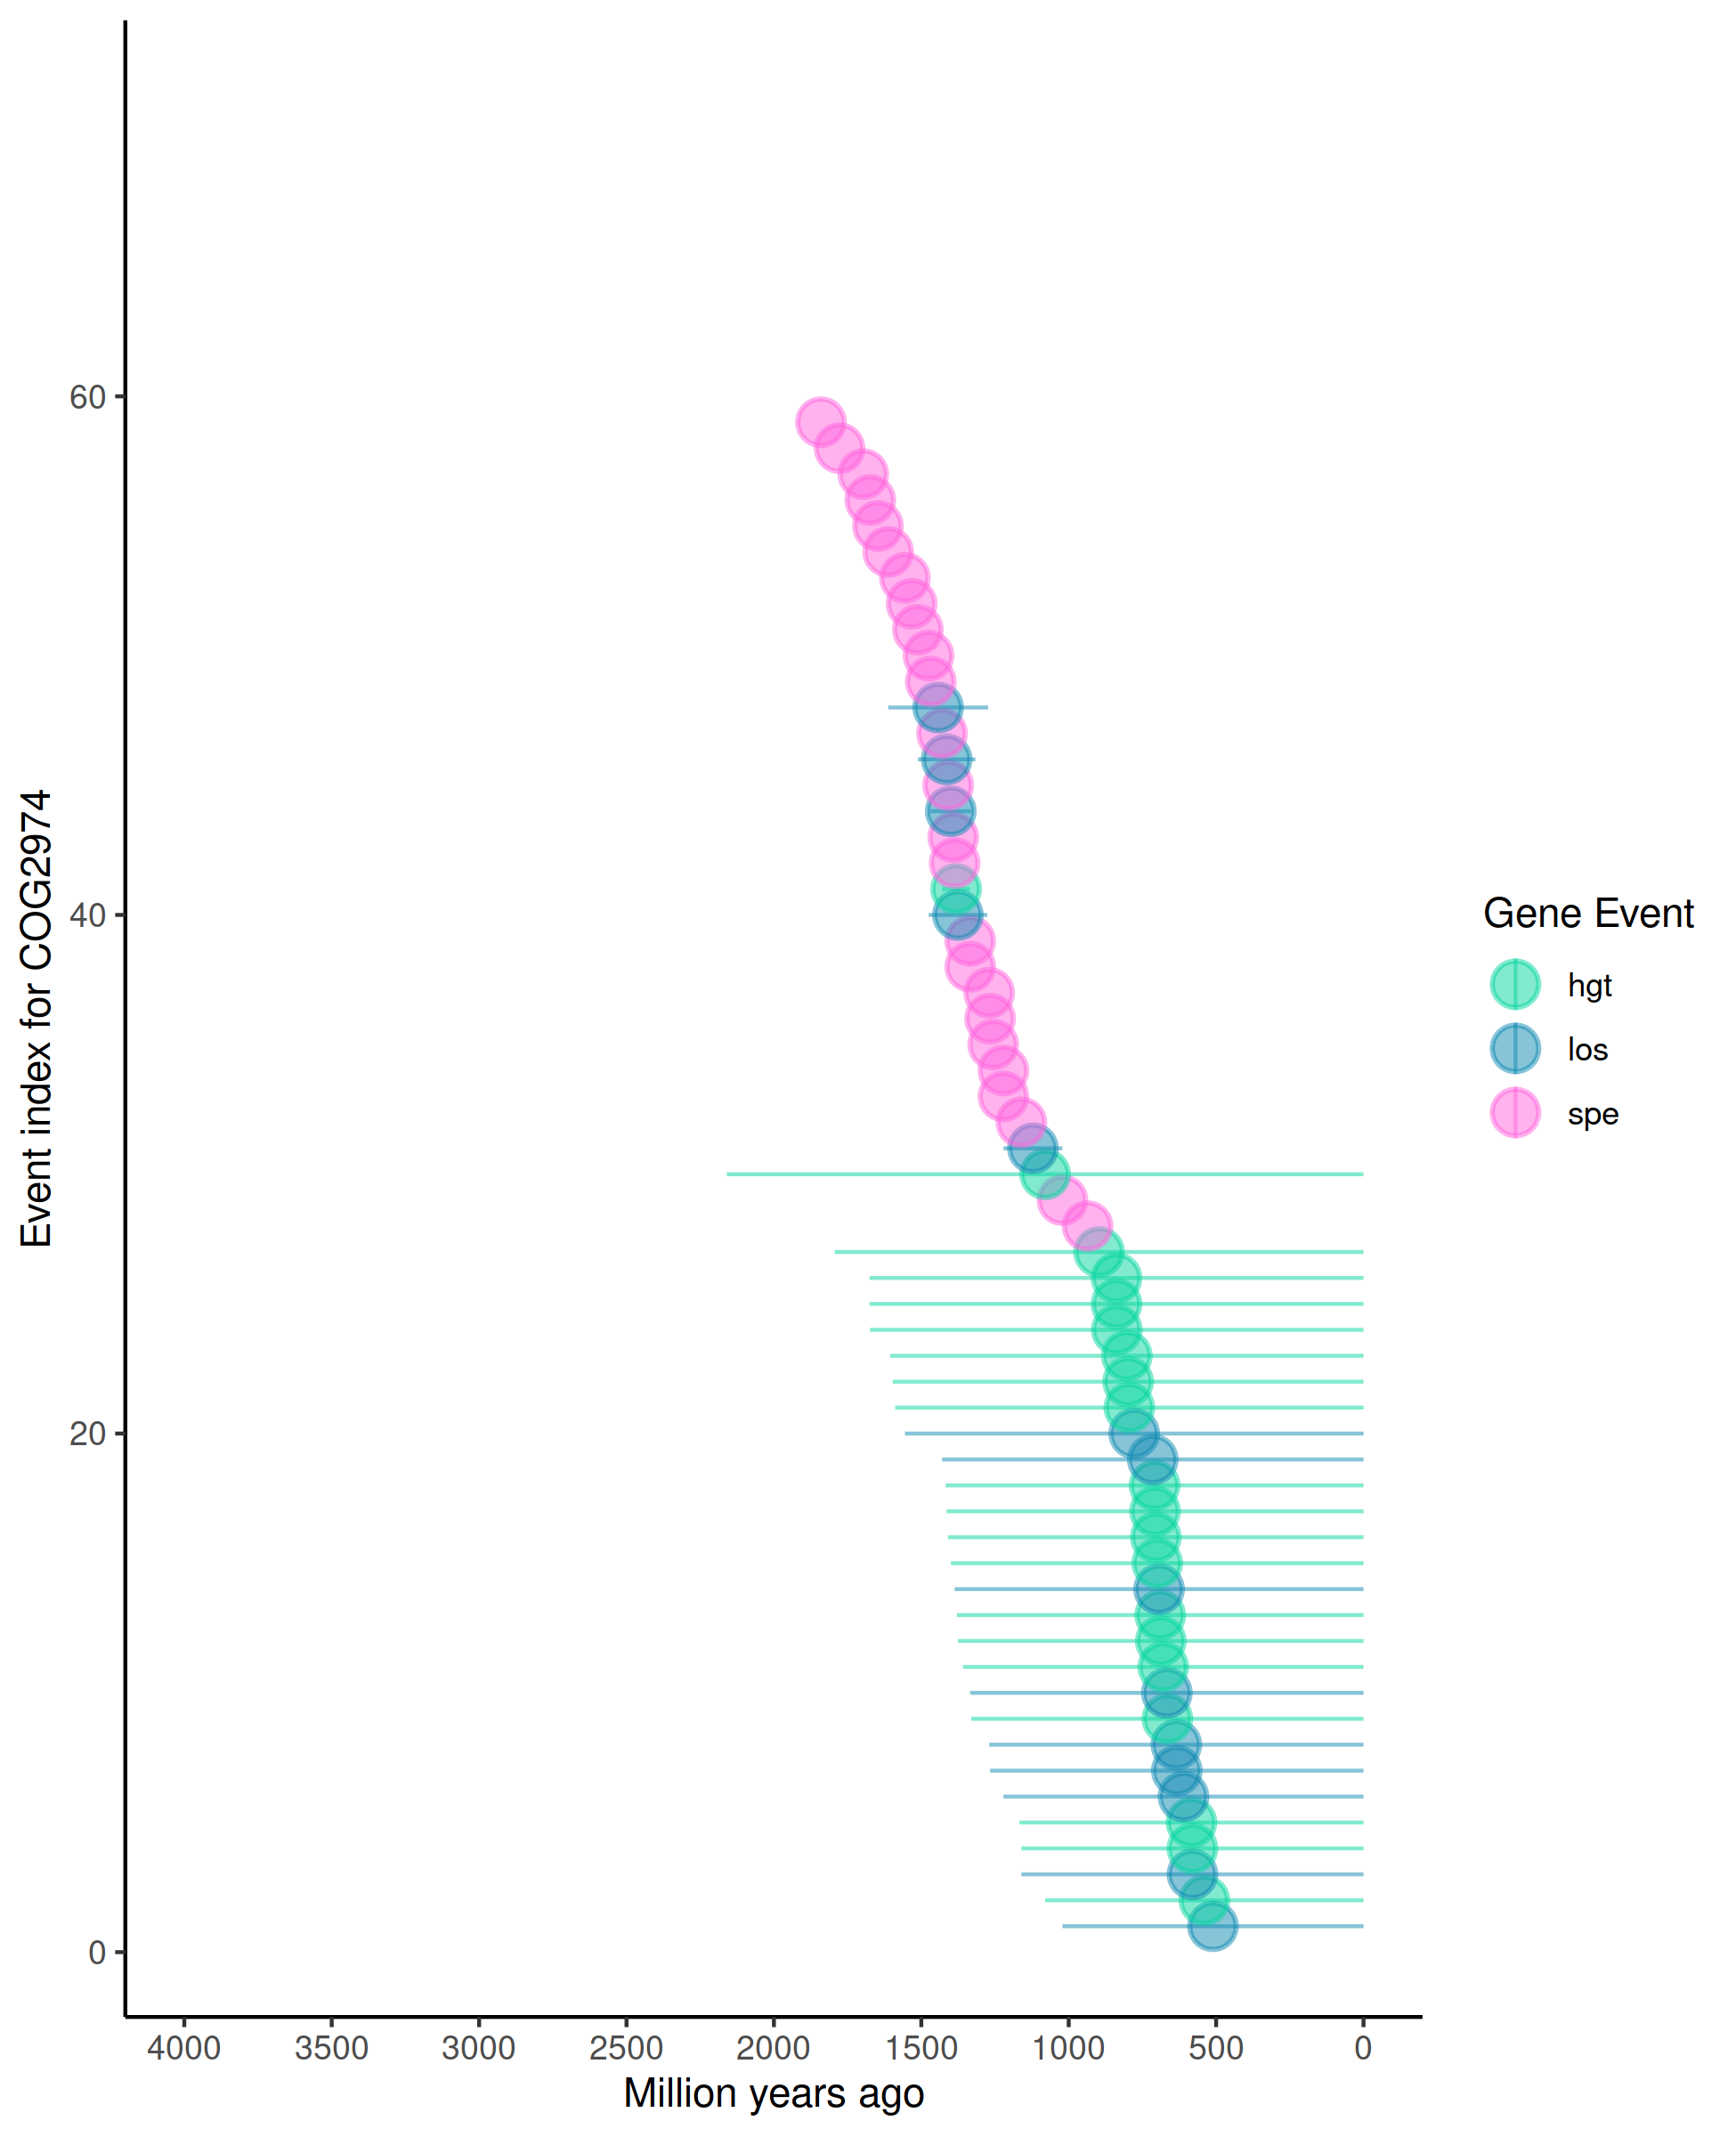 Event index for COG2974
60
40
20
0
4000 3500 3000 2500 2000 1500 1000 500 0
Million years ago
Gene Event
hgt
los
spe